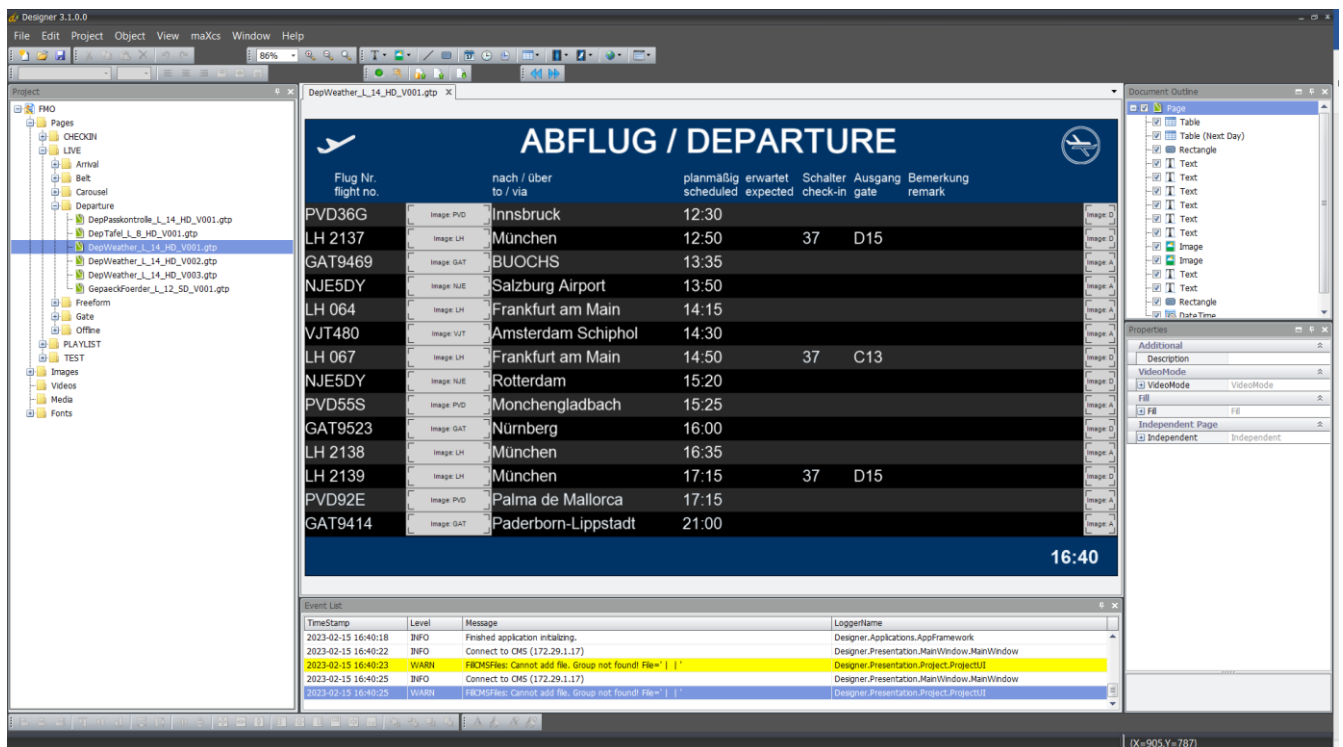 Designer 3.1.0.0
File Edit Project Object View maXcs Window Help
86%
Project
FMO
Pages
CHECKIN
LIVE
Arrival
Belt
Carousel
Departure
DepPasskontrolle_L_14_HD_V001.gtp
DepTafel_L_8_HD_V001.gtp
DepWeather_L_14_HD_V001.gtp
DepWeather_L_14_HD_V002.gtp
DepWeather_L_14_HD_V003.gtp
GepaeckFoerder_L_12_SD_V001.gtp
Freeform
Gate
Offline
PLAYLIST
TEST
Images
Videos
Media
Fonts
DepWeather_L_14_HD_V001.gtp X
ABFLUG / DEPARTURE
Flug Nr. nach / über planmäßig erwartet Schalter Ausgang Bemerkung
flight no. to / via scheduled expected check-in gate remark
PVD36G Image: PVD Innsbruck 12:30 Image: D
LH 2137 Image: LH München 12:50 37 D15 Image: D
GAT9469 Image: GAT BUOCHS 13:35 Image: A
NJE5DY Image: NJE Salzburg Airport 13:50 Image: A
LH 064 Image: LH Frankfurt am Main 14:15 Image: A
VJT480 Image: VJT Amsterdam Schiphol 14:30 Image: A
LH 067 Image: LH Frankfurt am Main 14:50 37 C13 Image: D
NJE5DY Image: NJE Rotterdam 15:20 Image: D
PVD55S Image: PVD Monchengladbach 15:25 Image: A
GAT9523 Image: GAT Nürnberg 16:00 Image: D
LH 2138 Image: LH München 16:35 Image: A
LH 2139 Image: LH München 17:15 37 D15 Image: D
PVD92E Image: PVD Palma de Mallorca 17:15 Image: A
GAT9414 Image: GAT Paderborn-Lippstadt 21:00 Image: A
16:40
Event List
TimeStamp Level Message LoggerName
2023-02-15 16:40:18 INFO Finished application initializing. Designer.Applications.AppFramework
2023-02-15 16:40:22 INFO Connect to CMS (172.29.1.17) Designer.Presentation.MainWindow.MainWindow
2023-02-15 16:40:23 WARN FillCMSFiles: Cannot add file. Group not found! File=' | | ' Designer.Presentation.Project.ProjectUI
2023-02-15 16:40:25 INFO Connect to CMS (172.29.1.17) Designer.Presentation.MainWindow.MainWindow
2023-02-15 16:40:25 WARN FillCMSFiles: Cannot add file. Group not found! File=' | | ' Designer.Presentation.Project.ProjectUI
Document Outline
Page
Table
Table (Next Day)
Rectangle
Text
Text
Text
Text
Text
Text
Image
Image
Text
Text
Rectangle
DateTime
Properties
Additional
Description
VideoMode
VideoMode VideoMode
Fill
Fill Fill
Independent Page
Independent Independent
(X=905,Y=787)